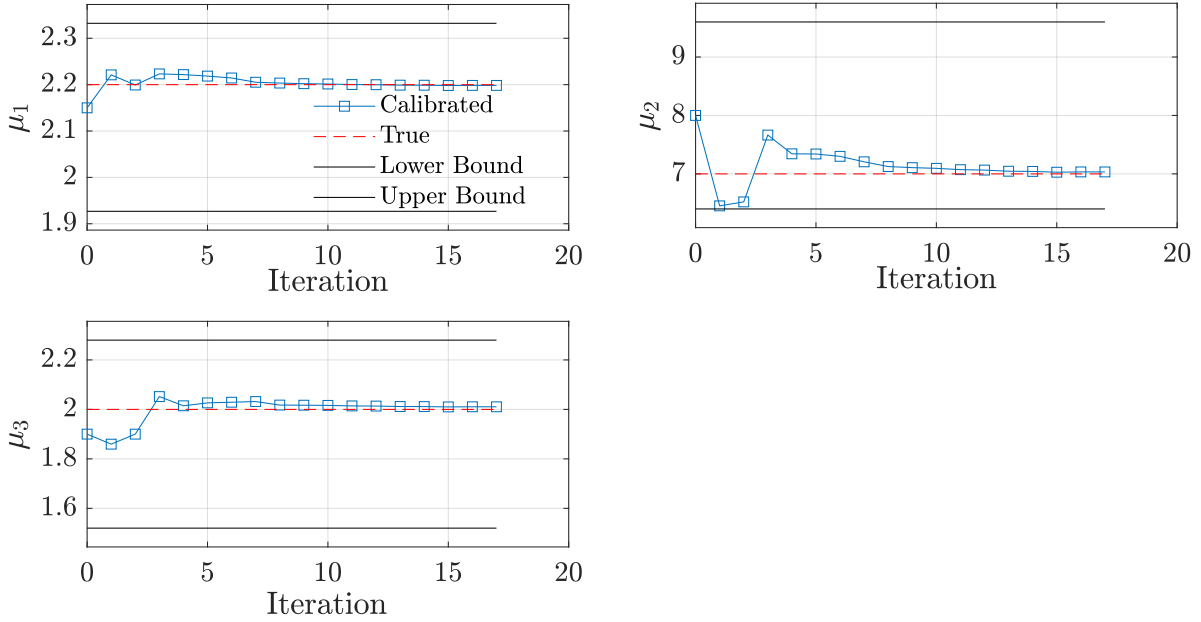 2.3
2.2
2.1
2
1.9
μ1
0 5 10 15 20
Iteration
Calibrated
True
Lower Bound
Upper Bound
9
8
7
μ2
0 5 10 15 20
Iteration
2.2
2
1.8
1.6
μ3
0 5 10 15 20
Iteration